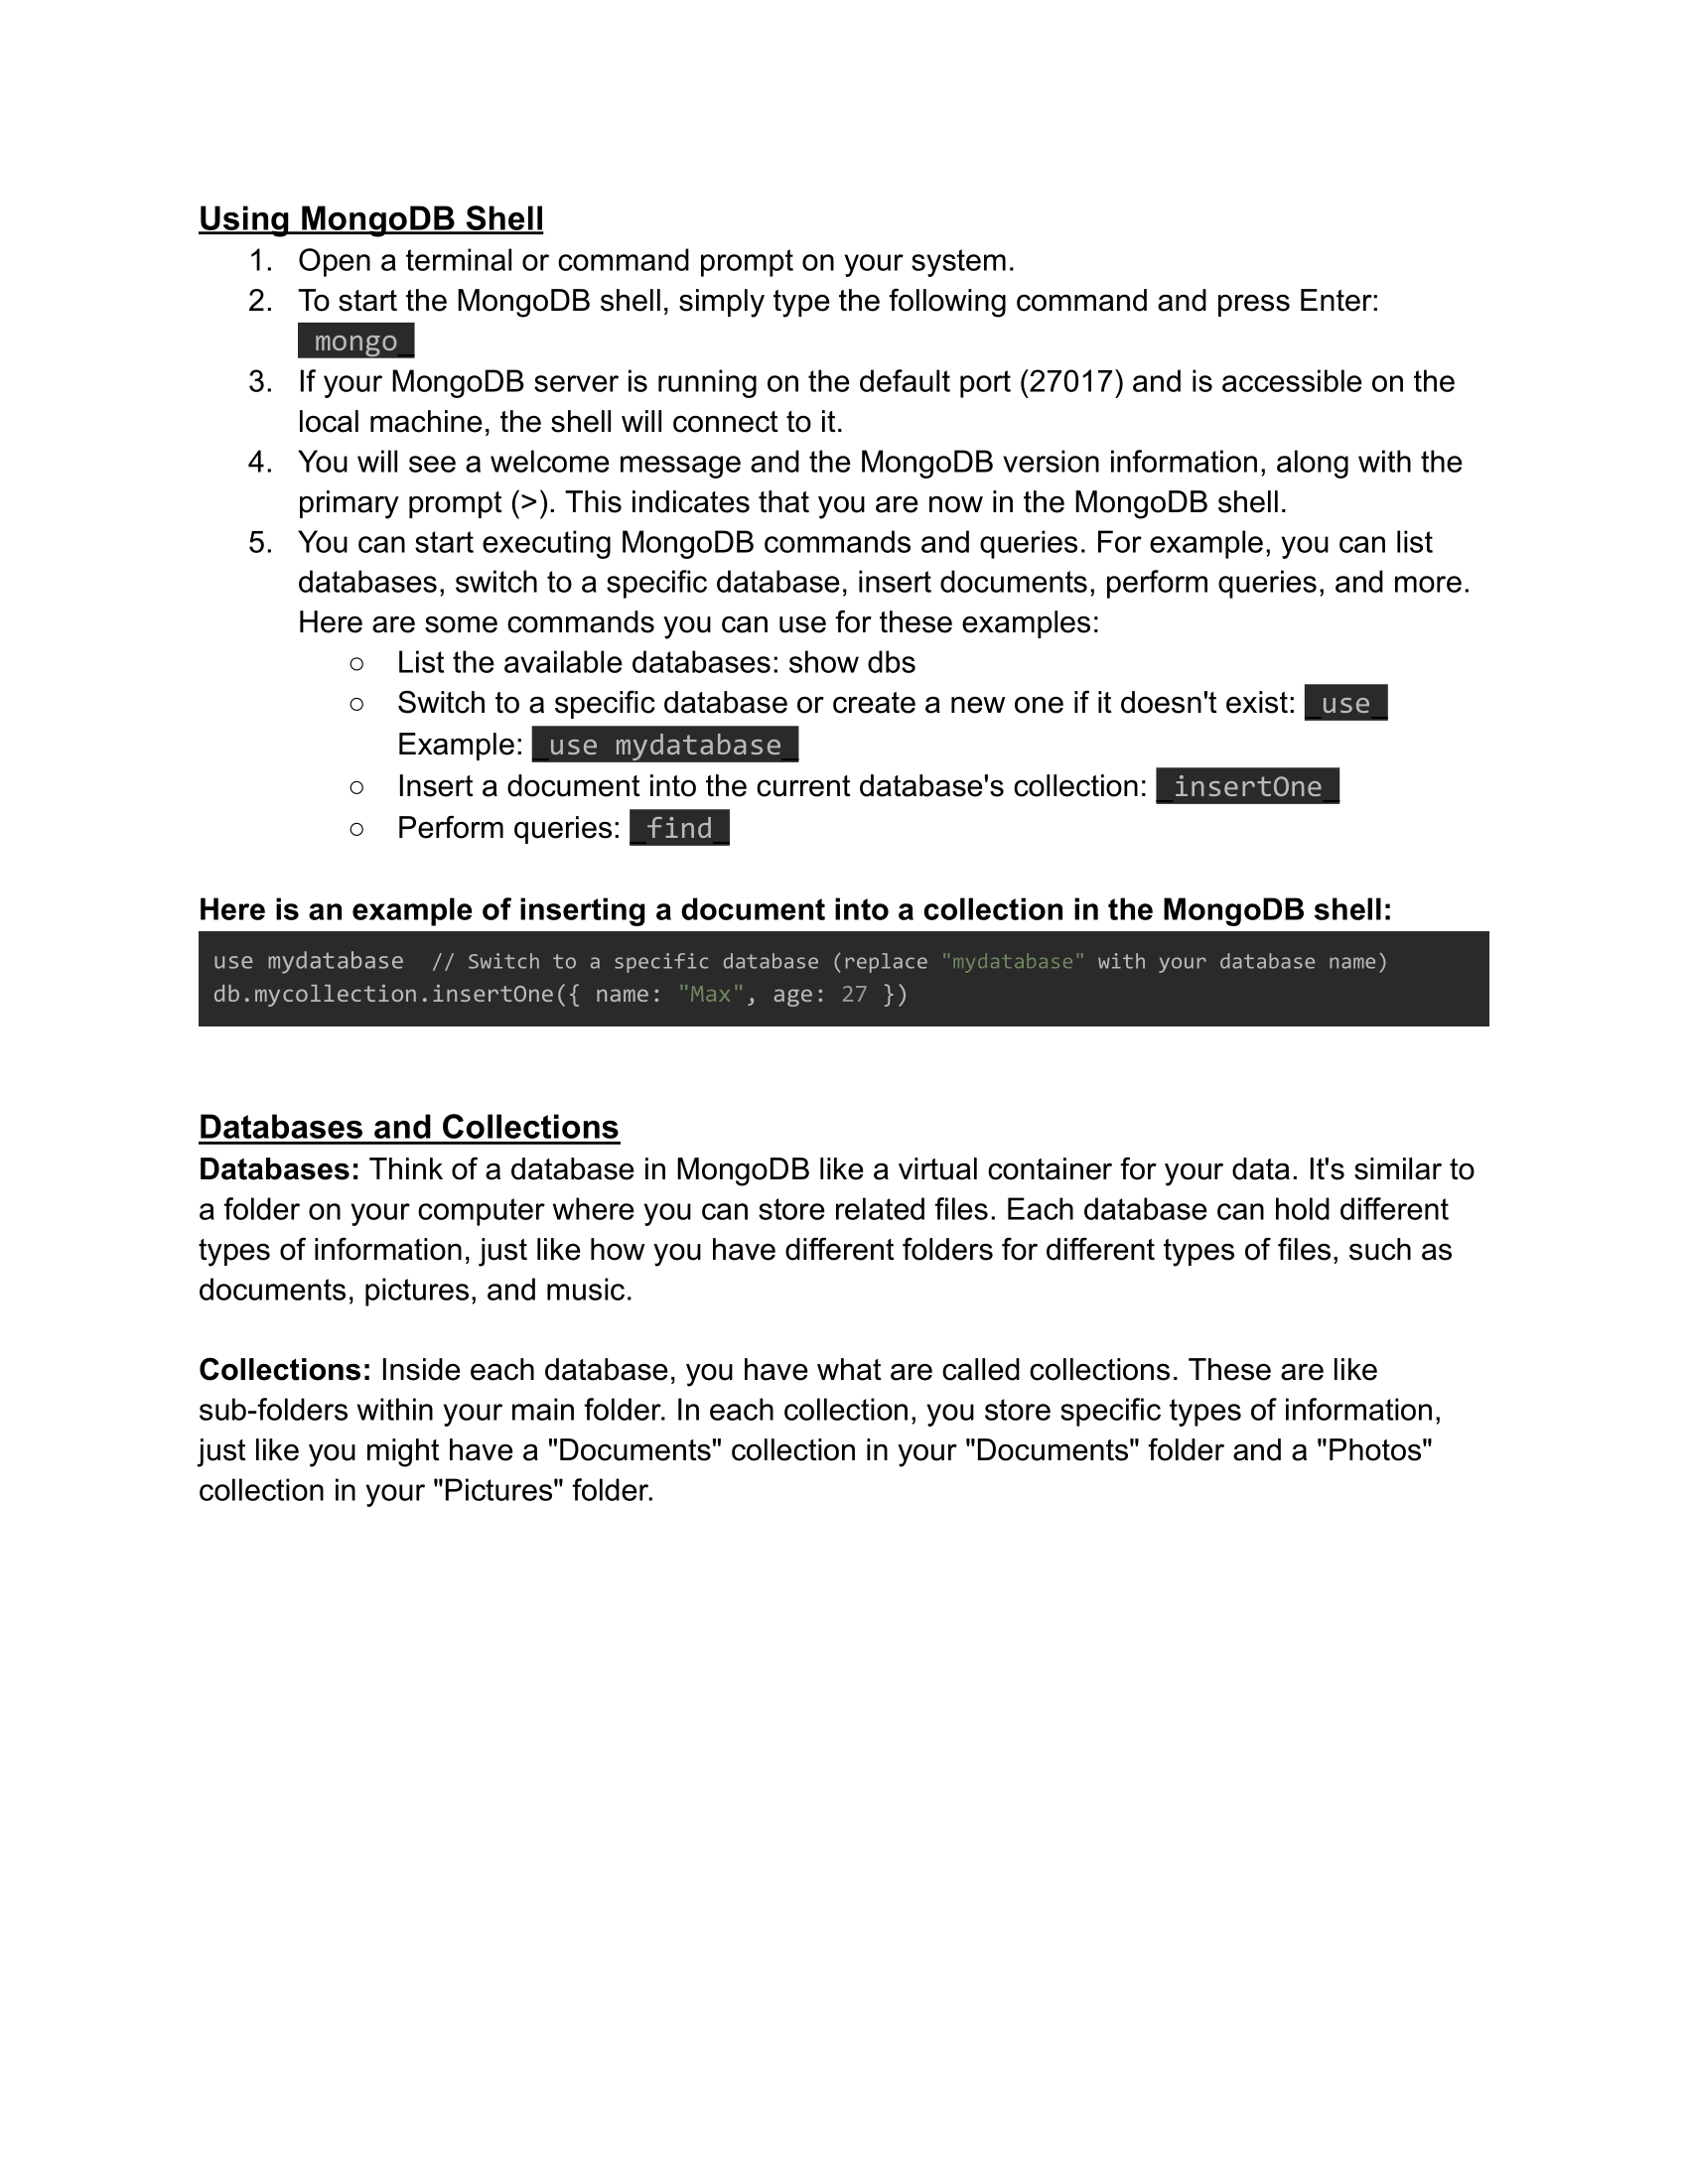 Using MongoDB Shell
1. Open a terminal or command prompt on your system.
2. To start the MongoDB shell, simply type the following command and press Enter:
mongo_
3. If your MongoDB server is running on the default port (27017) and is accessible on the
local machine, the shell will connect to it.
4. You will see a welcome message and the MongoDB version information, along with the
primary prompt (>). This indicates that you are now in the MongoDB shell.
5. You can start executing MongoDB commands and queries. For example, you can list
databases, switch to a specific database, insert documents, perform queries, and more.
Here are some commands you can use for these examples:
○ List the available databases: show dbs
○ Switch to a specific database or create a new one if it doesn't exist: _use_
Example: _use mydatabase_
○ Insert a document into the current database's collection: _insertOne_
○ Perform queries: _find_
Here is an example of inserting a document into a collection in the MongoDB shell:
use mydatabase  // Switch to a specific database (replace "mydatabase" with your database name)
db.mycollection.insertOne({ name: "Max", age: 27 })
Databases and Collections
Databases: Think of a database in MongoDB like a virtual container for your data. It's similar to
a folder on your computer where you can store related files. Each database can hold different
types of information, just like how you have different folders for different types of files, such as
documents, pictures, and music.
Collections: Inside each database, you have what are called collections. These are like
sub-folders within your main folder. In each collection, you store specific types of information,
just like you might have a "Documents" collection in your "Documents" folder and a "Photos"
collection in your "Pictures" folder.